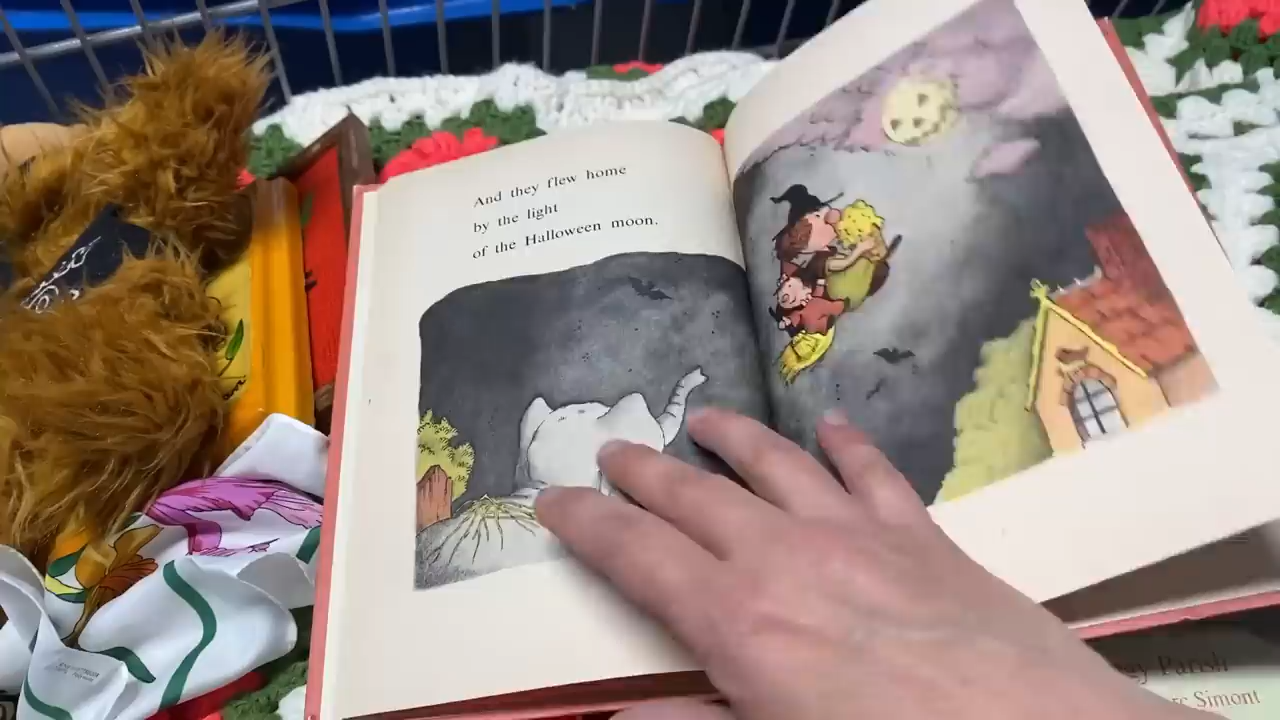 And they flew home
by the light
of the Halloween moon.
Parish
Simont